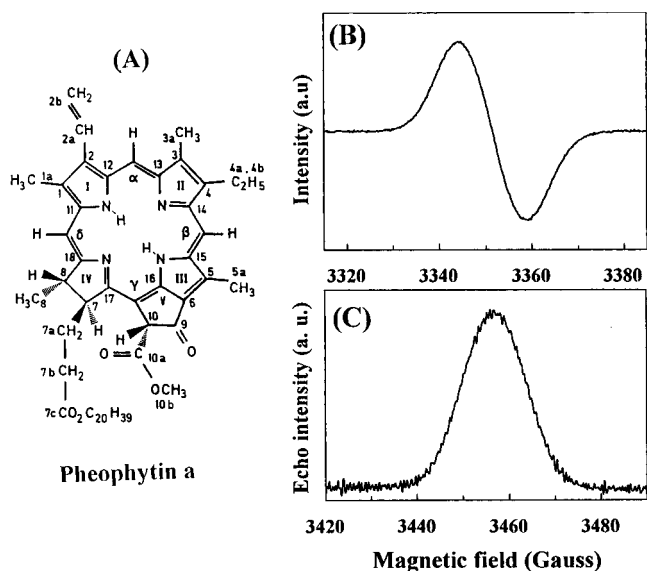 (A)
CH₂
2b
2a
H
3a CH₃
4a, 4b
H₃C 1a
2
12
α
13
3
C₂H₅
1
I
II
4
N
H
N
11
14
H
δ
β
H
18
N
H
N
15
H
8
IV
16
III
5
5a
CH₃
H₃C 8
17
γ
V
6
7
10
9
7a CH₂
H
H
O
O
C
10a
7b CH₂
OCH₃
10b
7c CO₂C₂₀H₃₉
Pheophytin a
(B)
Intensity (a.u)
3320 3340 3360 3380
(C)
Echo intensity (a. u.)
3420 3440 3460 3480
Magnetic field (Gauss)